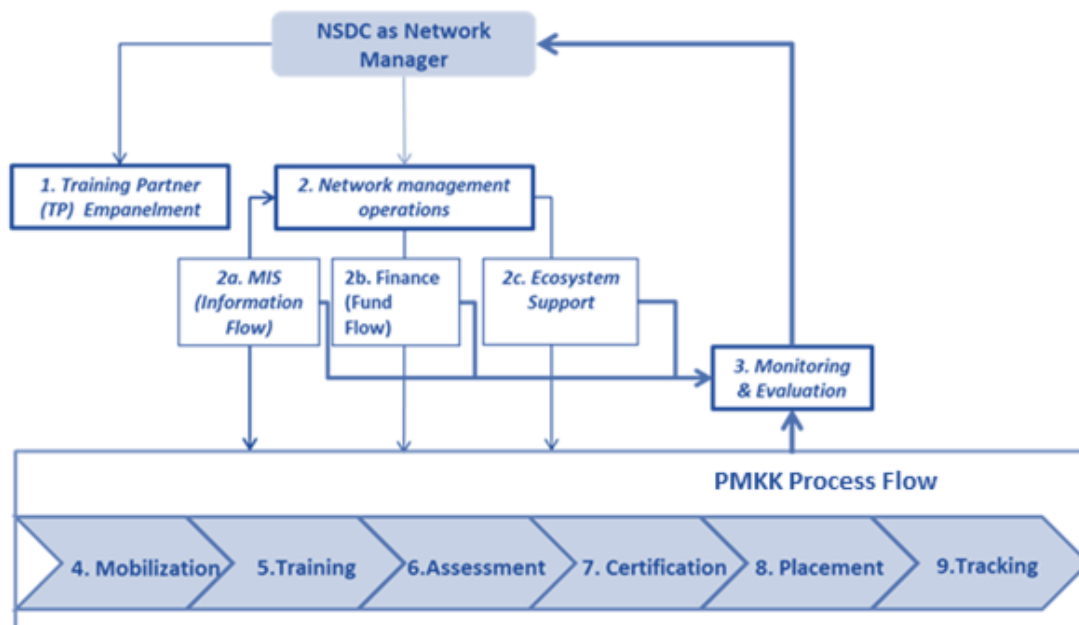 NSDC as Network
Manager
1. Training Partner
(TP) Empanelment
2. Network management
operations
2a. MIS
(Information
Flow)
2b. Finance
(Fund
Flow)
2c. Ecosystem
Support
3. Monitoring
& Evaluation
PMKK Process Flow
4. Mobilization
5.Training
6.Assessment
7. Certification
8. Placement
9.Tracking